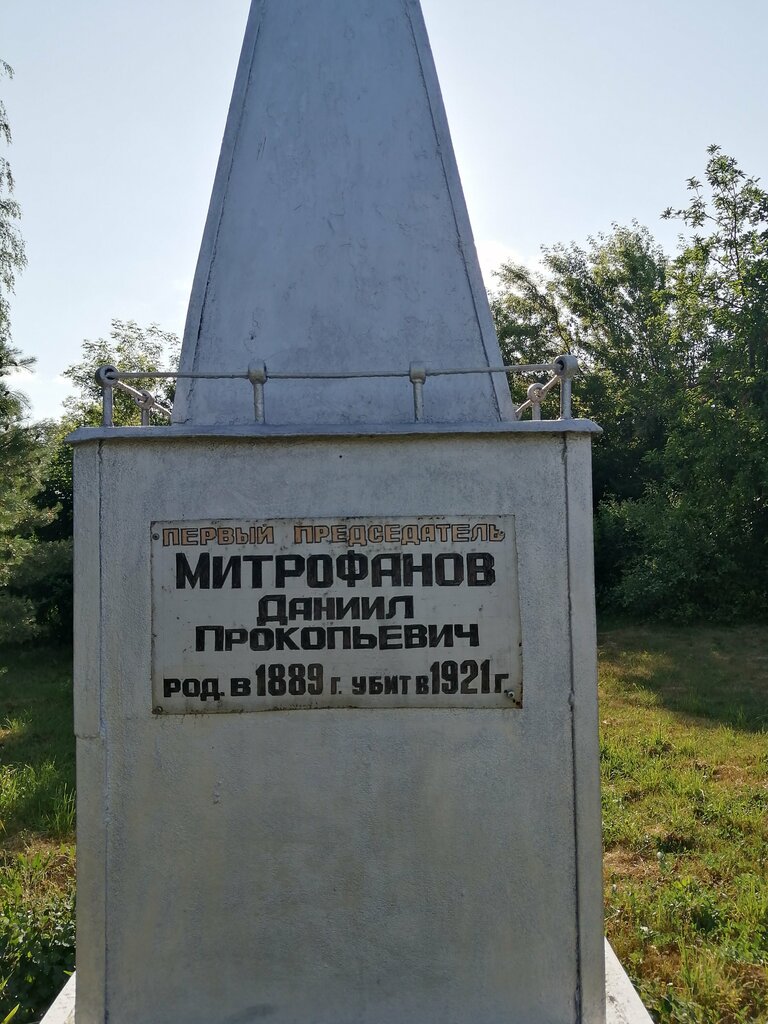 ПЕРВЫЙ ПРЕДСЕДАТЕЛЬ
МИТРОФАНОВ
ДАНИИЛ
ПРОКОПЬЕВИЧ
РОД. В 1889 г. УБИТ В 1921 г